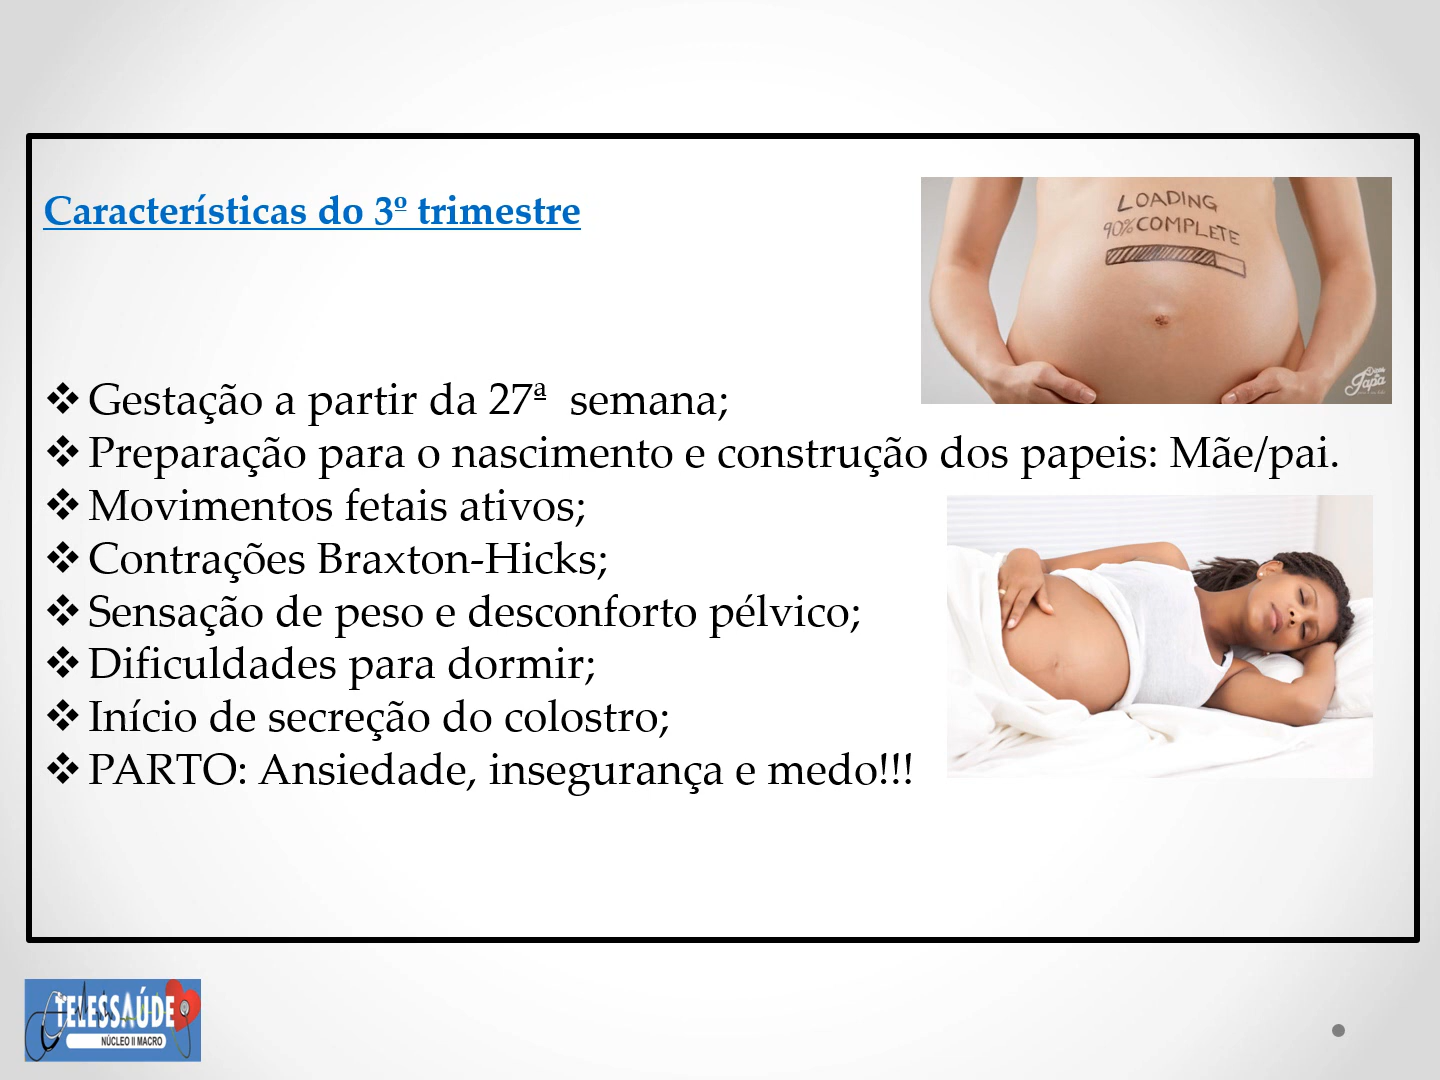 Características do 3º trimestre
LOADING
90% COMPLETE
❖ Gestação a partir da 27ª semana;
❖ Preparação para o nascimento e construção dos papeis: Mãe/pai.
❖ Movimentos fetais ativos;
❖ Contrações Braxton-Hicks;
❖ Sensação de peso e desconforto pélvico;
❖ Dificuldades para dormir;
❖ Início de secreção do colostro;
❖ PARTO: Ansiedade, insegurança e medo!!!
TELESSAÚDE
NÚCLEO II MACRO